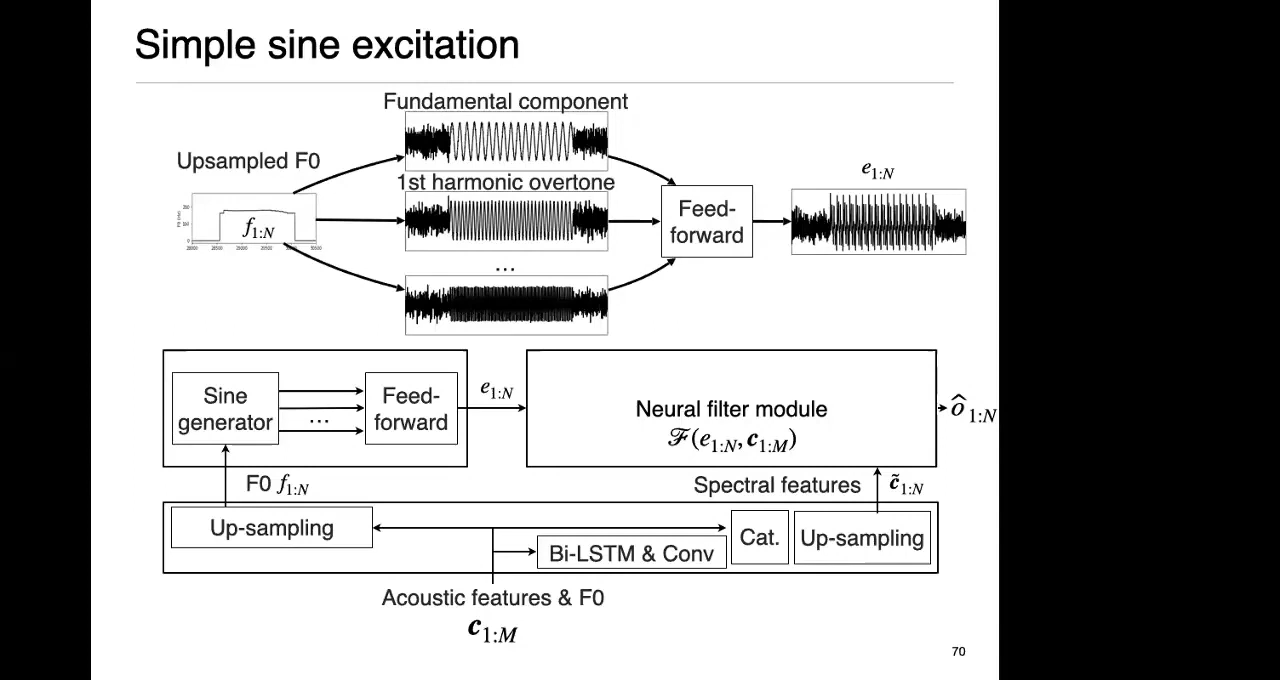 Simple sine excitation
Fundamental component
Upsampled F0
1st harmonic overtone
f1:N
...
Feed-
forward
e1:N
Sine
generator
...
Feed-
forward
e1:N
Neural filter module
ℱ(e1:N, c1:M)
ô1:N
F0 f1:N
Spectral features
c̃1:N
Up-sampling
Bi-LSTM & Conv
Cat.
Up-sampling
Acoustic features & F0
c1:M
70